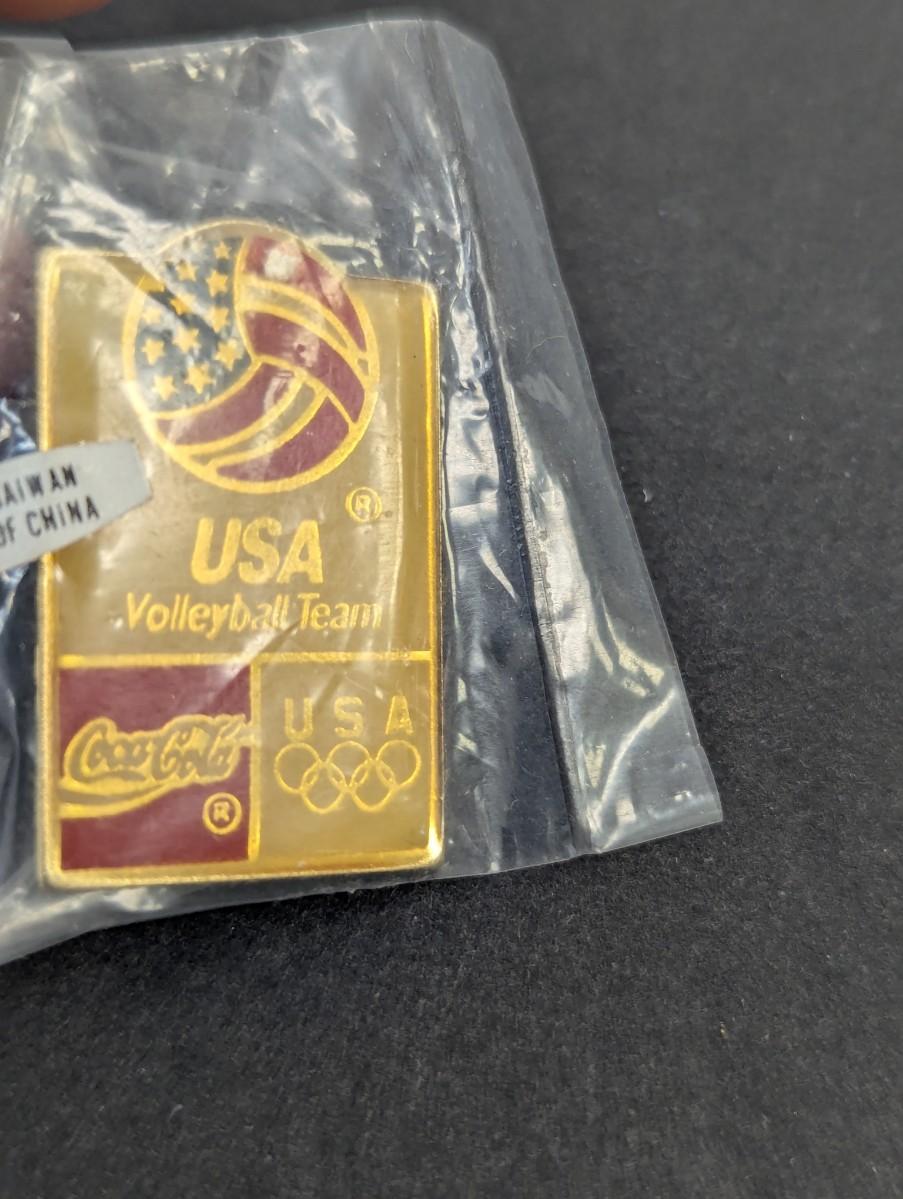 ®
USA
Volleyball Team
AIWAN
OF CHINA
Coca-Cola
®
USA